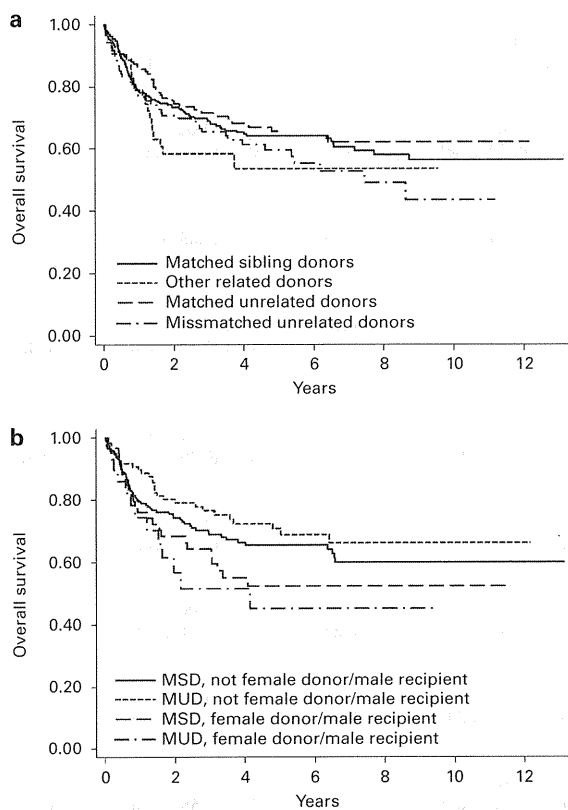 a
1.00
0.80
0.60
0.40
0.20
0.00
Overall survival
Matched sibling donors
Other related donors
Matched unrelated donors
Missmatched unrelated donors
0 2 4 6 8 10 12
Years
b
1.00
0.80
0.60
0.40
0.20
0.00
Overall survival
MSD, not female donor/male recipient
MUD, not female donor/male recipient
MSD, female donor/male recipient
MUD, female donor/male recipient
0 2 4 6 8 10 12
Years